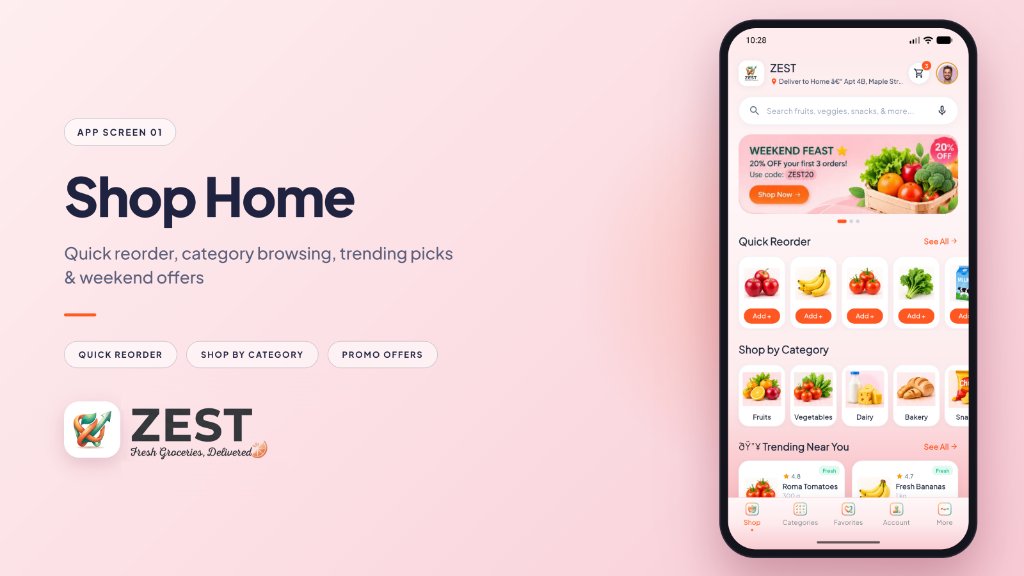 APP SCREEN 01
Shop Home
Quick reorder, category browsing, trending picks
& weekend offers
QUICK REORDER
SHOP BY CATEGORY
PROMO OFFERS
ZEST
ZEST
Fresh Groceries, Delivered
10:28
ZEST
ZEST
Deliver to Home â€" Apt 4B, Maple Str..
3
Search fruits, veggies, snacks, & more...
WEEKEND FEAST
20% OFF your first 3 orders!
Use code: ZEST20
Shop Now →
20%
OFF
Quick Reorder
See All →
MILK
Add +
Add +
Add +
Add +
Shop by Category
Fruits
Vegetables
Dairy
Bakery
ðŸ"¥ Trending Near You
See All →
4.8
Fresh
Roma Tomatoes
4.7
Fresh
Fresh Bananas
Shop
Categories
Favorites
Account
More